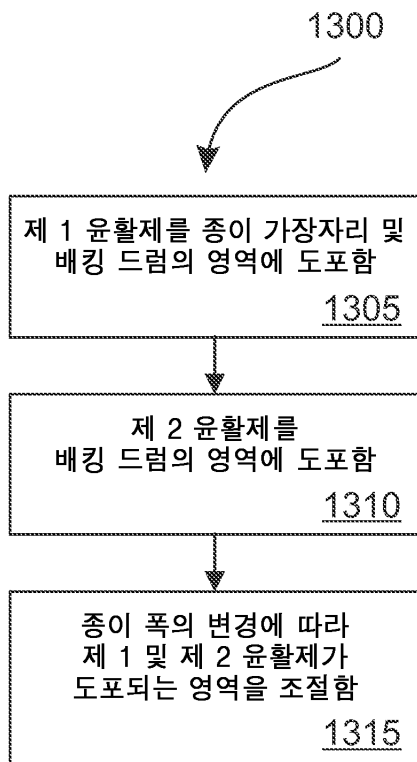 1300
제 1 윤활제를 종이 가장자리 및
배킹 드럼의 영역에 도포함
1305
제 2 윤활제를
배킹 드럼의 영역에 도포함
1310
종이 폭의 변경에 따라
제 1 및 제 2 윤활제가
도포되는 영역을 조절함
1315